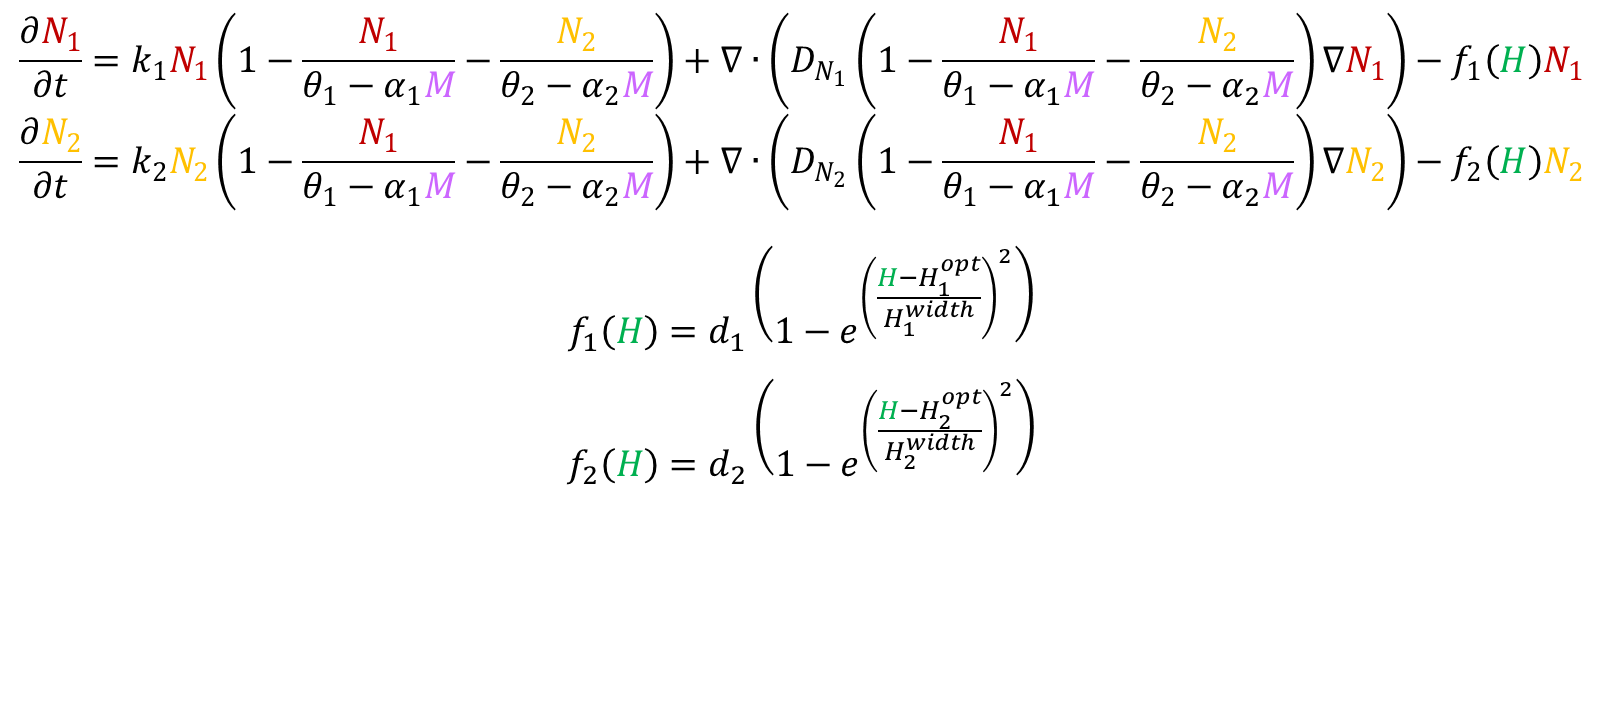 ∂N₁/∂t = k₁N₁(1 − N₁/(θ₁ − α₁M) − N₂/(θ₂ − α₂M)) + ∇·(D_{N₁}(1 − N₁/(θ₁ − α₁M) − N₂/(θ₂ − α₂M))∇N₁) − f₁(H)N₁
∂N₂/∂t = k₂N₂(1 − N₁/(θ₁ − α₁M) − N₂/(θ₂ − α₂M)) + ∇·(D_{N₂}(1 − N₁/(θ₁ − α₁M) − N₂/(θ₂ − α₂M))∇N₂) − f₂(H)N₂
f₁(H) = d₁(1 − e^{((H−H₁^{opt})/H₁^{width})²})
f₂(H) = d₂(1 − e^{((H−H₂^{opt})/H₂^{width})²})